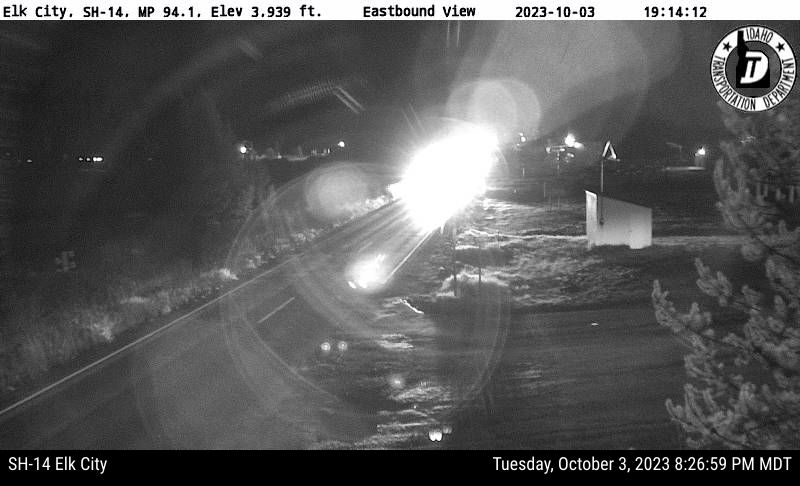 Elk City, SH-14, MP 94.1, Elev 3,939 ft. Eastbound View 2023-10-03 19:14:12
IDAHO
TRANSPORTATION DEPARTMENT
SH-14 Elk City Tuesday, October 3, 2023 8:26:59 PM MDT